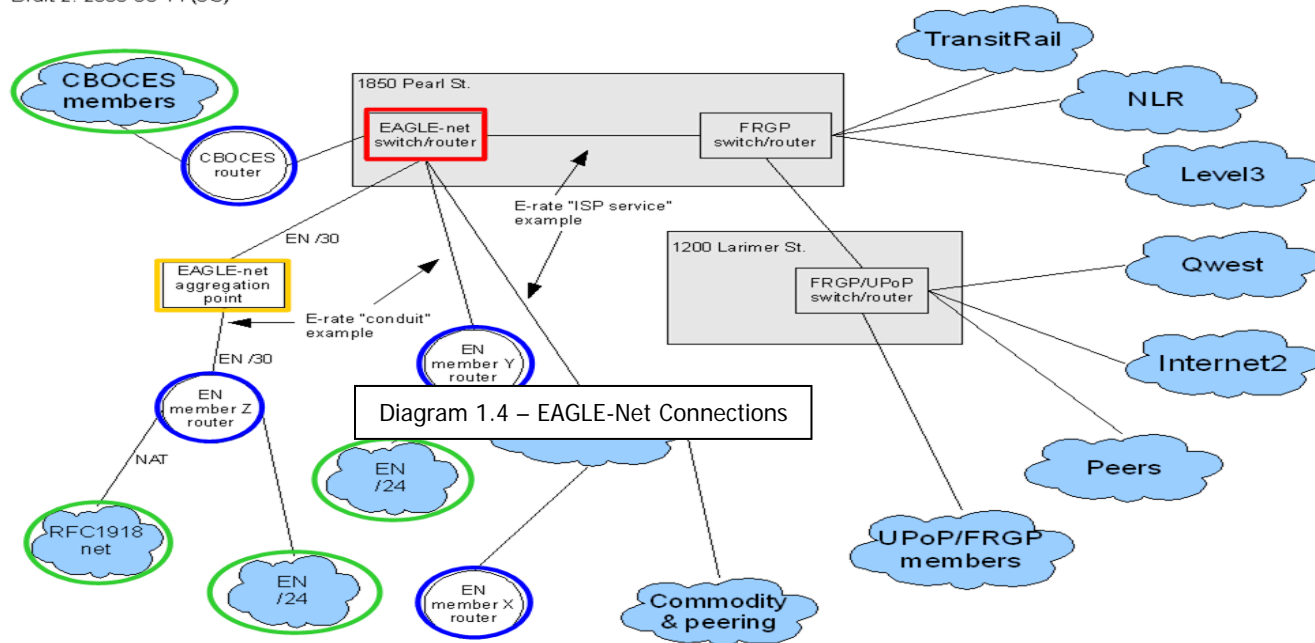 TransitRail
CBOCES
members
1850 Pearl St.
NLR
EAGLE-net
switch/router
FRGP
switch/router
CBOCES
router
Level3
E-rate "ISP service"
example
EN /30
1200 Larimer St.
Qwest
EAGLE-net
aggregation
point
FRGP/UPoP
switch/router
E-rate "conduit"
example
EN /30
EN
member Y
router
Internet2
EN
member Z
router
Diagram 1.4 – EAGLE-Net Connections
NAT
EN
/24
Peers
RFC1918
net
UPoP/FRGP
members
EN
/24
EN
member X
router
Commodity
& peering